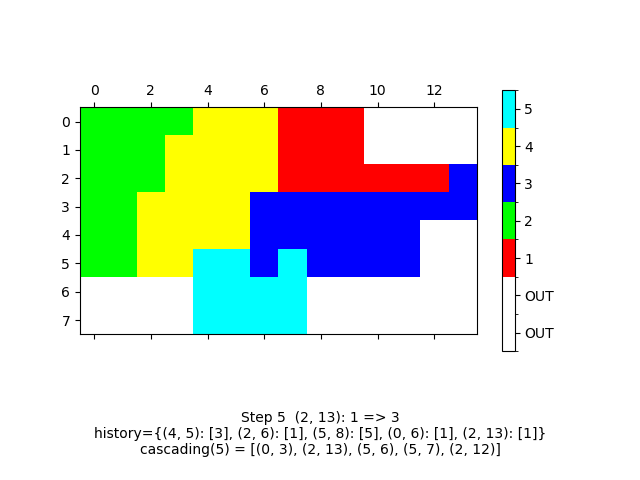 0 2 4 6 8 10 12
0
1
2
3
4
5
6
7
5
4
3
2
1
OUT
OUT
Step 5  (2, 13): 1 => 3
history={(4, 5): [3], (2, 6): [1], (5, 8): [5], (0, 6): [1], (2, 13): [1]}
cascading(5) = [(0, 3), (2, 13), (5, 6), (5, 7), (2, 12)]